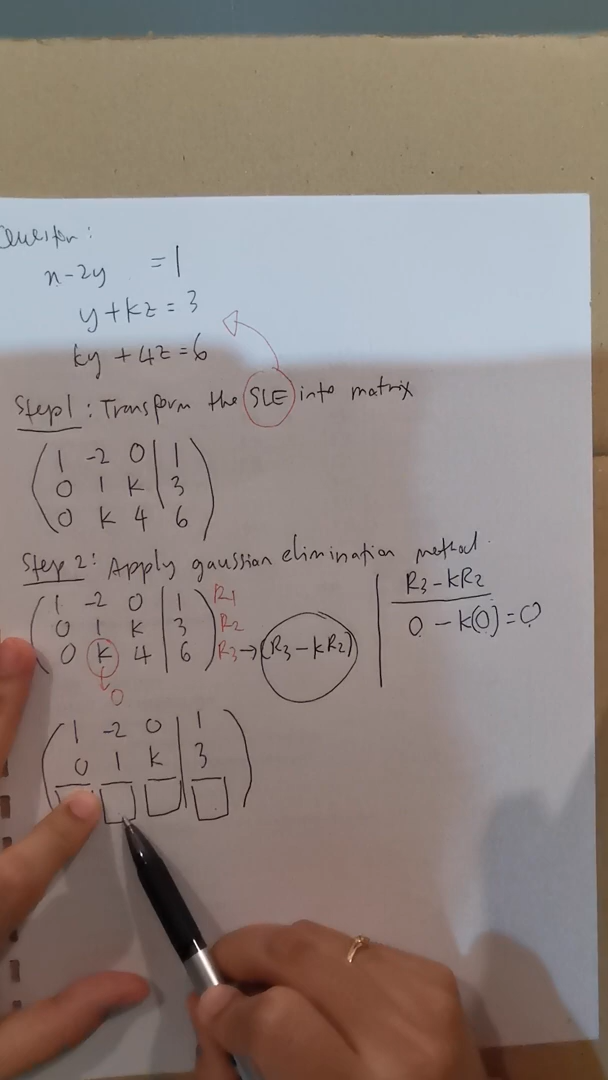 Question:
x-2y =1
y+kz=3
ky+4z=6
Step1: Transform the SLE into matrix
1 -2 0 | 1
0 1 k | 3
0 k 4 | 6
Step 2: Apply gaussian elimination method.
1 -2 0 | 1 R1
0 1 k | 3 R2
0 k 4 | 6 R3→(R3-kR2)
0
R3-kR2
0-k(0)=0
1 -2 0 | 1
0 1 k | 3